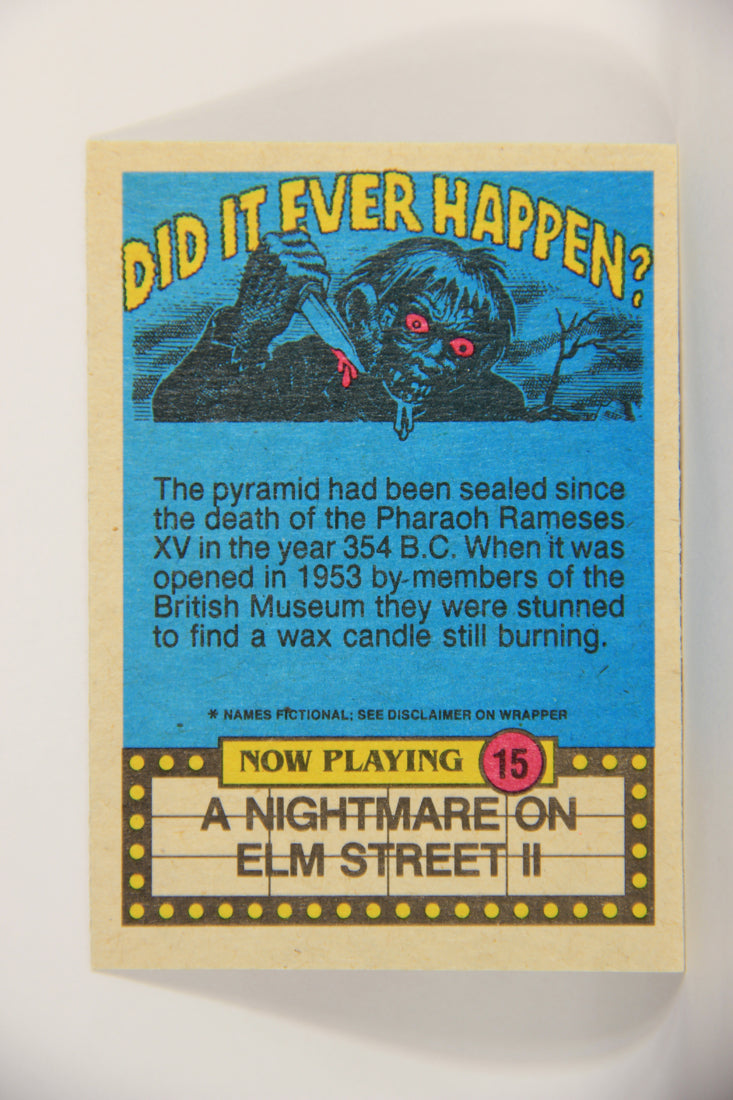 DID IT EVER HAPPEN?
The pyramid had been sealed since
the death of the Pharaoh Rameses
XV in the year 354 B.C. When it was
opened in 1953 by members of the
British Museum they were stunned
to find a wax candle still burning.
* NAMES FICTIONAL; SEE DISCLAIMER ON WRAPPER
NOW PLAYING 15
A NIGHTMARE ON
ELM STREET II